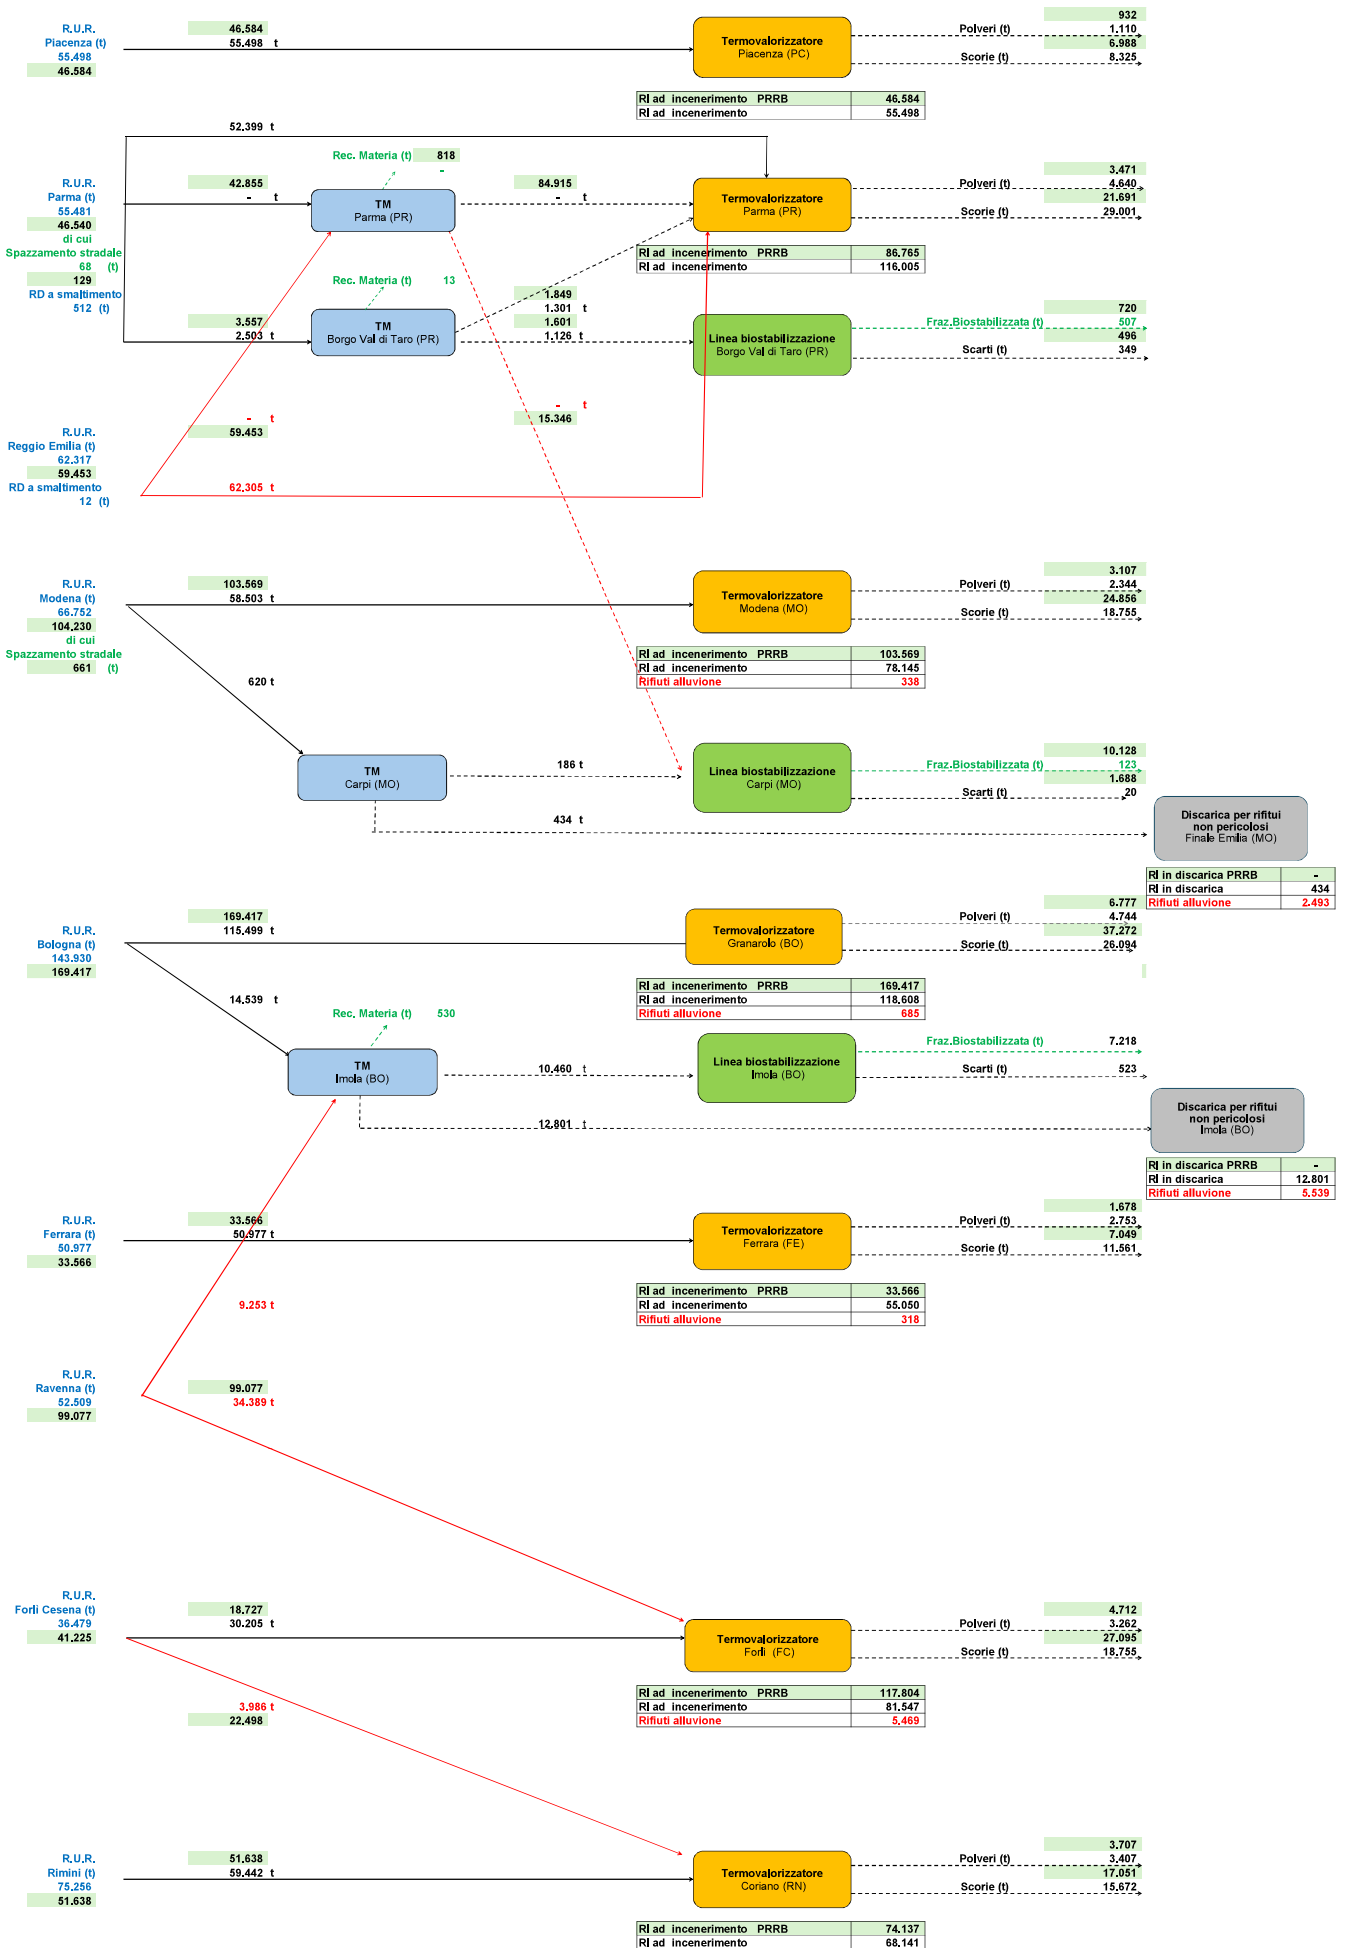 932
R.U.R. 46.584 Polveri (t) 1.110
Piacenza (t) 55.498 t Termovalorizzatore 6.988
55.498 Piacenza (PC) Scorie (t) 8.325
46.584
RI ad incenerimento PRRB 46.584
RI ad incenerimento 55.498
52.399 t
Rec. Materia (t) 818
-
3.471
R.U.R. 42.855 84.915 Polveri (t) 4.640
Parma (t) - t TM - t Termovalorizzatore 21.691
55.481 Parma (PR) Parma (PR) Scorie (t) 29.001
46.540
di cui
Spazzamento stradale RI ad incenerimento PRRB 86.765
68 (t) RI ad incenerimento 116.005
129 Rec. Materia (t) 13
RD a smaltimento 1.849
512 (t) 1.301 t 720
3.557 1.601 Fraz.Biostabilizzata (t) 507
2.503 t TM 1.126 t Linea biostabilizzazione 496
Borgo Val di Taro (PR) Borgo Val di Taro (PR) Scarti (t) 349
- t - t
R.U.R. 59.453 15.346
Reggio Emilia (t)
62.317
59.453
RD a smaltimento 62.305 t
12 (t)
3.107
R.U.R. 103.569 Polveri (t) 2.344
Modena (t) 58.503 t Termovalorizzatore 24.856
66.752 Modena (MO) Scorie (t) 18.755
104.230
di cui
Spazzamento stradale RI ad incenerimento PRRB 103.569
661 (t) RI ad incenerimento 78.145
620 t Rifiuti alluvione 338
10.128
TM 186 t Linea biostabilizzazione Fraz.Biostabilizzata (t) 123
Carpi (MO) Carpi (MO) 1.688
Scarti (t) 20
434 t Discarica per rifitui
non pericolosi
Finale Emilia (MO)
RI in discarica PRRB -
RI in discarica 434
Rifiuti alluvione 2.493
6.777
169.417 Polveri (t) 4.744
R.U.R. 115.499 t Termovalorizzatore 37.272
Bologna (t) Granarolo (BO) Scorie (t) 26.094
143.930
169.417
RI ad incenerimento PRRB 169.417
14.539 t RI ad incenerimento 118.608
Rec. Materia (t) 530 Rifiuti alluvione 685
Fraz.Biostabilizzata (t) 7.218
TM 10.460 t Linea biostabilizzazione Scarti (t) 523
Imola (BO) Imola (BO)
12.801 t Discarica per rifitui
non pericolosi
Imola (BO)
RI in discarica PRRB -
RI in discarica 12.801
Rifiuti alluvione 5.539
1.678
R.U.R. 33.566 Polveri (t) 2.753
Ferrara (t) 50.977 t Termovalorizzatore 7.049
50.977 Ferrara (FE) Scorie (t) 11.561
33.566
RI ad incenerimento PRRB 33.566
9.253 t RI ad incenerimento 55.050
Rifiuti alluvione 318
R.U.R.
Ravenna (t) 99.077
52.509 34.389 t
99.077
R.U.R.
Forlì Cesena (t) 18.727 4.712
36.479 30.205 t Polveri (t) 3.262
41.225 Termovalorizzatore 27.095
Forlì (FC) Scorie (t) 18.755
RI ad incenerimento PRRB 117.804
3.986 t RI ad incenerimento 81.547
22.498 Rifiuti alluvione 5.469
3.707
R.U.R. 51.638 Polveri (t) 3.407
Rimini (t) 59.442 t Termovalorizzatore 17.051
75.256 Coriano (RN) Scorie (t) 15.672
51.638
RI ad incenerimento PRRB 74.137
RI ad incenerimento 68.141